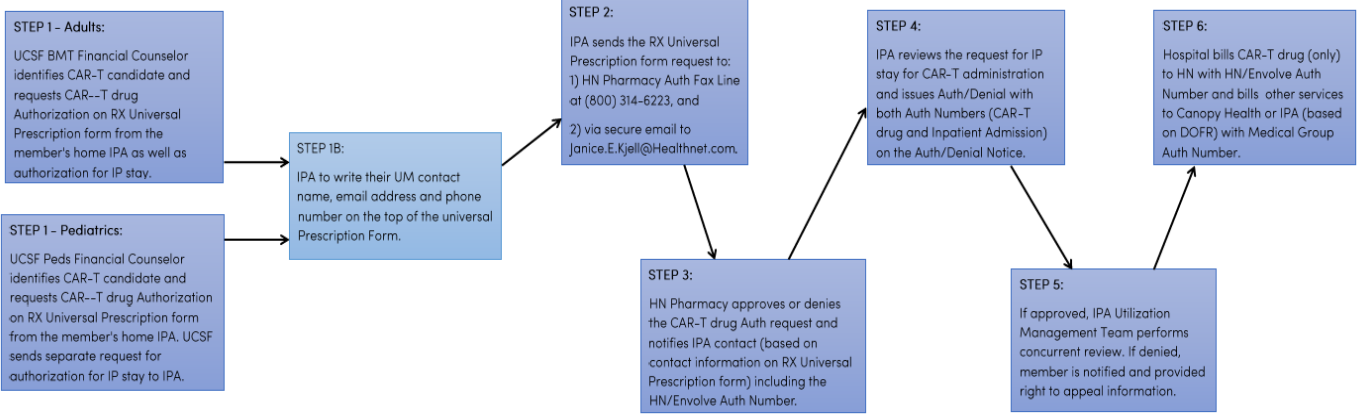 STEP 1 - Adults:
UCSF BMT Financial Counselor
identifies CAR-T candidate and
requests CAR--T drug
Authorization on RX Universal
Prescription form from the
member's home IPA as well as
authorization for IP stay.
STEP 1 - Pediatrics:
UCSF Peds Financial Counselor
identifies CAR-T candidate and
requests CAR--T drug Authorization
on RX Universal Prescription form
from the member's home IPA. UCSF
sends separate request for
authorization for IP stay to IPA.
STEP 1B:
IPA to write their UM contact
name, email address and phone
number on the top of the universal
Prescription Form.
STEP 2:
IPA sends the RX Universal
Prescription form request to:
1) HN Pharmacy Auth Fax Line
at (800) 314-6223, and
2) via secure email to
Janice.E.Kjell@Healthnet.com.
STEP 3:
HN Pharmacy approves or denies
the CAR-T drug Auth request and
notifies IPA contact (based on
contact information on RX Universal
Prescription form) including the
HN/Envolve Auth Number.
STEP 4:
IPA reviews the request for IP
stay for CAR-T administration
and issues Auth/Denial with
both Auth Numbers (CAR-T
drug and Inpatient Admission)
on the Auth/Denial Notice.
STEP 5:
If approved, IPA Utilization
Management Team performs
concurrent review. If denied,
member is notified and provided
right to appeal information.
STEP 6:
Hospital bills CAR-T drug (only)
to HN with HN/Envolve Auth
Number and bills other services
to Canopy Health or IPA (based
on DOFR) with Medical Group
Auth Number.